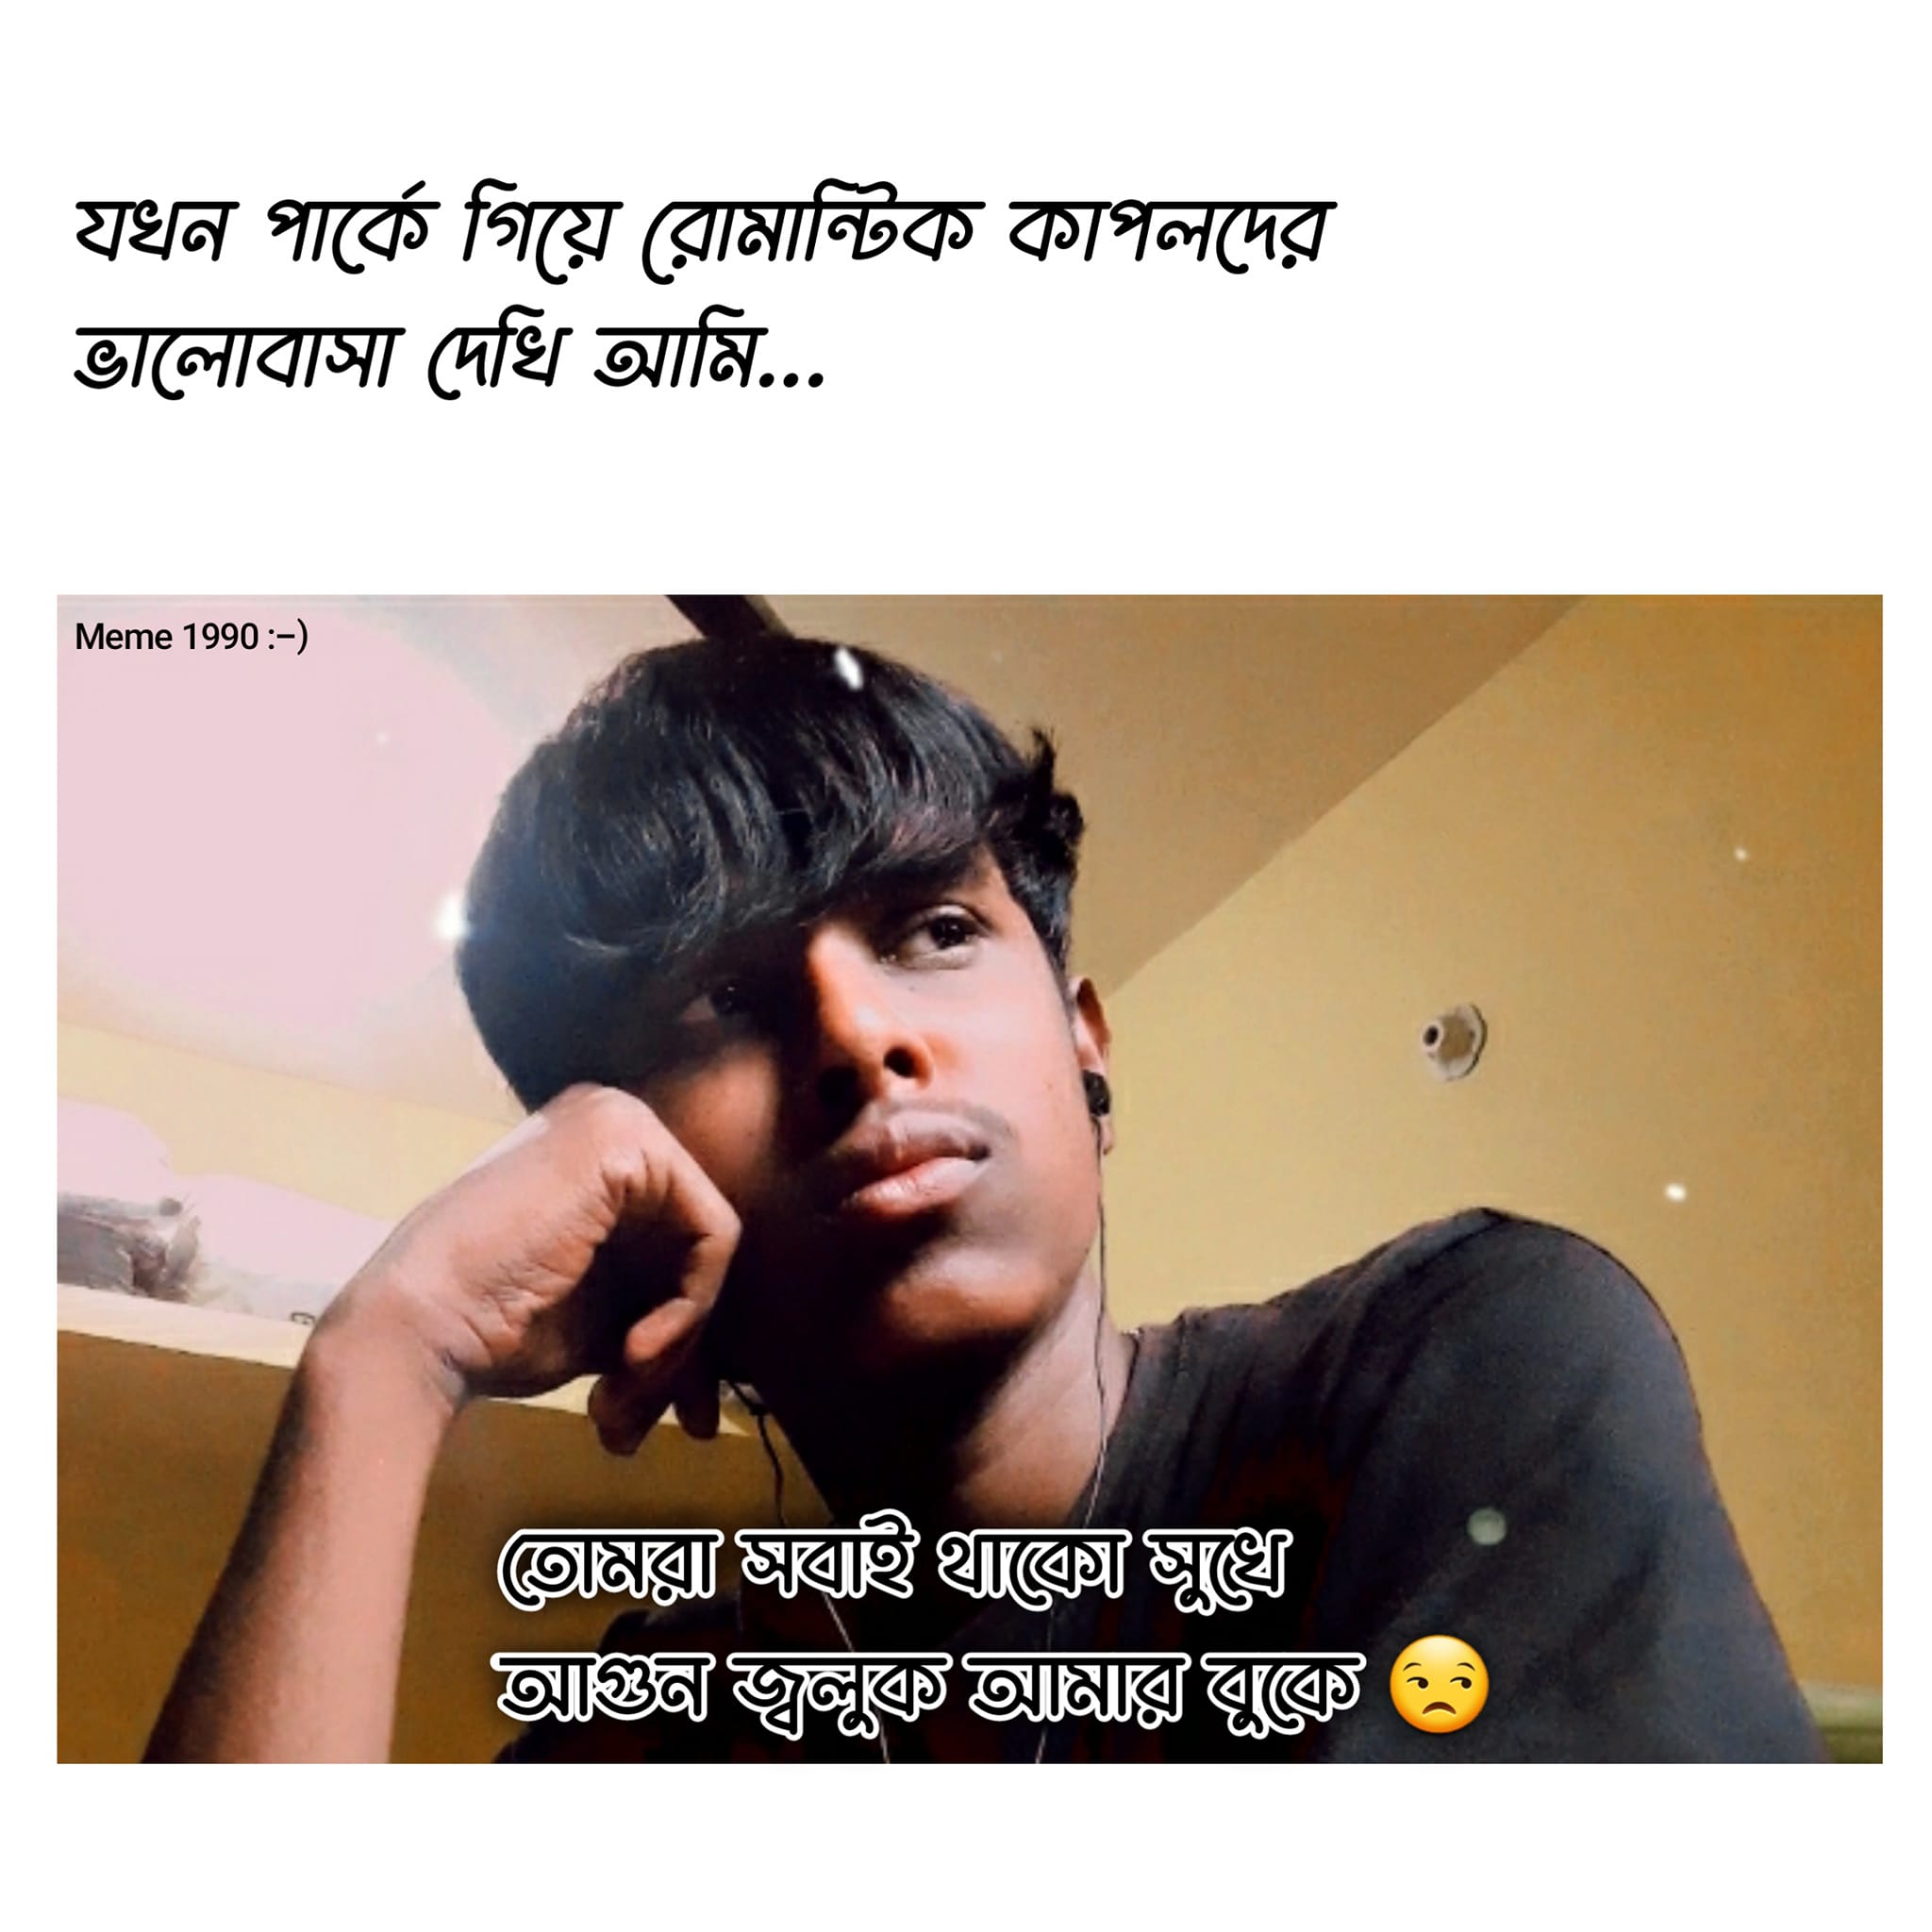 যখন পার্কে গিয়ে রোমান্টিক কাপলদের
ভালোবাসা দেখি আমি...
Meme 1990 :-)
তোমরা সবাই থাকো সুখে
আগুন জ্বলুক আমার বুকে 😒